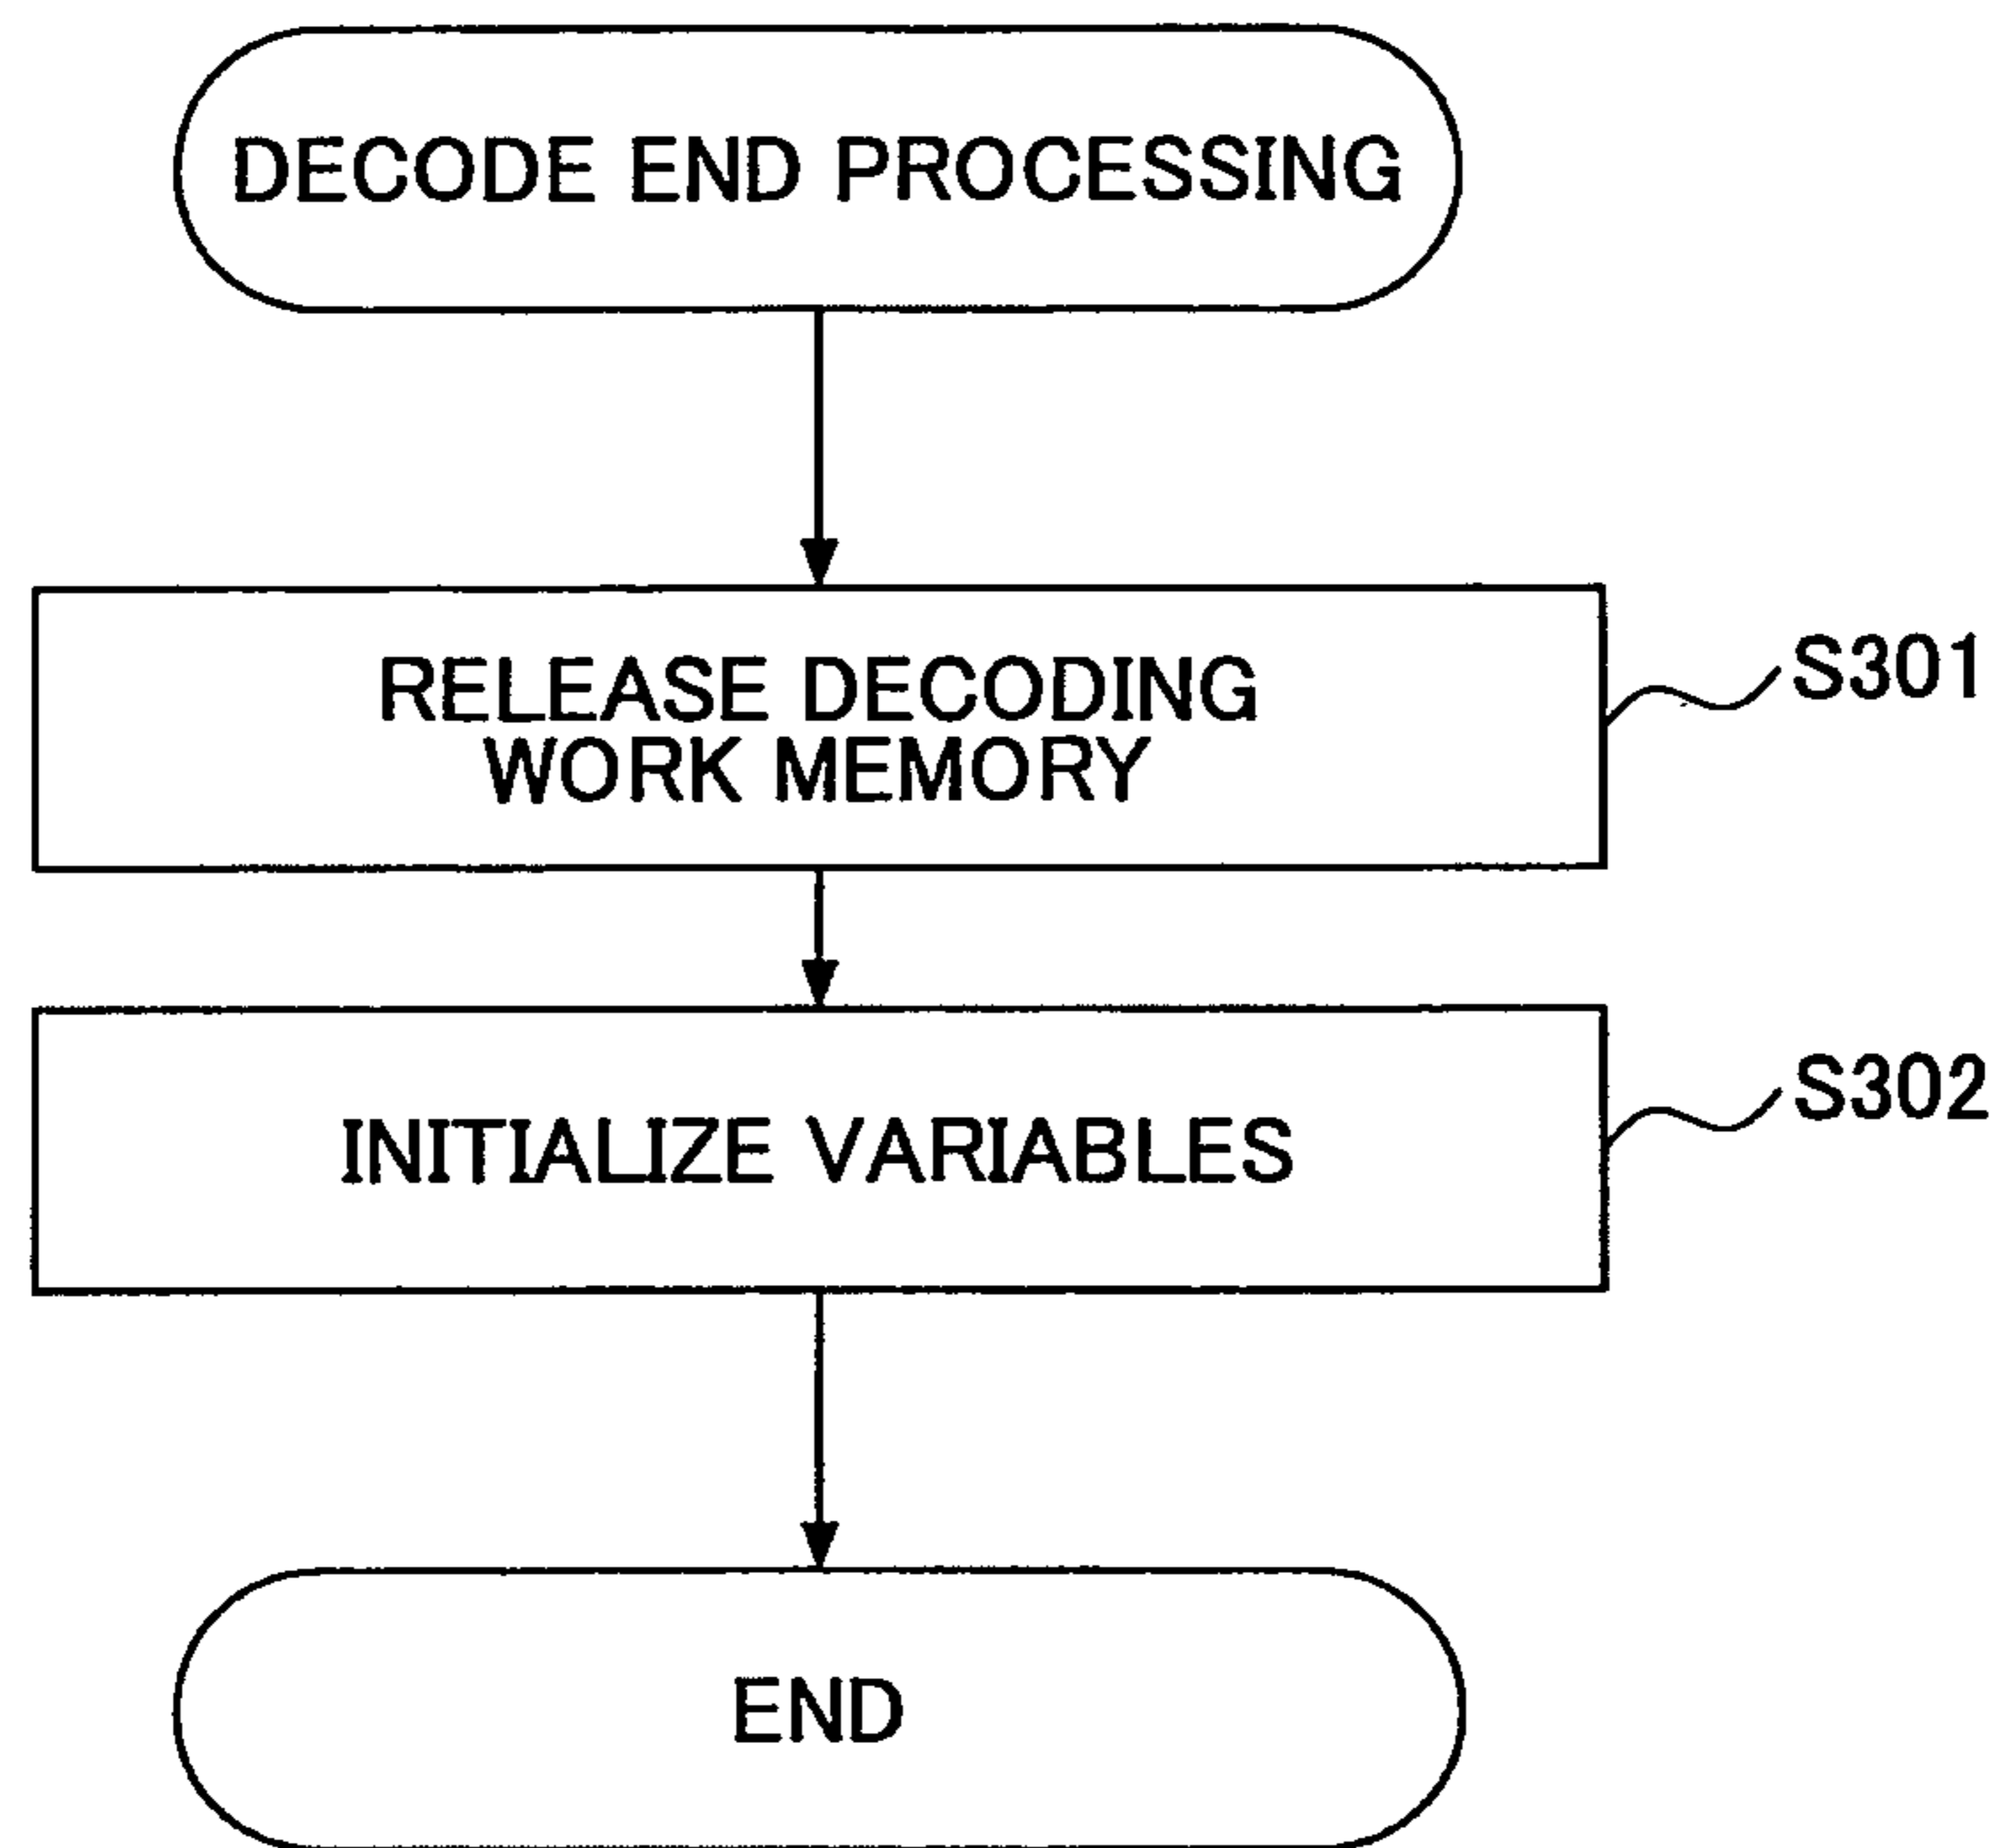 DECODE END PROCESSING
RELEASE DECODING
WORK MEMORY
S301
INITIALIZE VARIABLES
S302
END